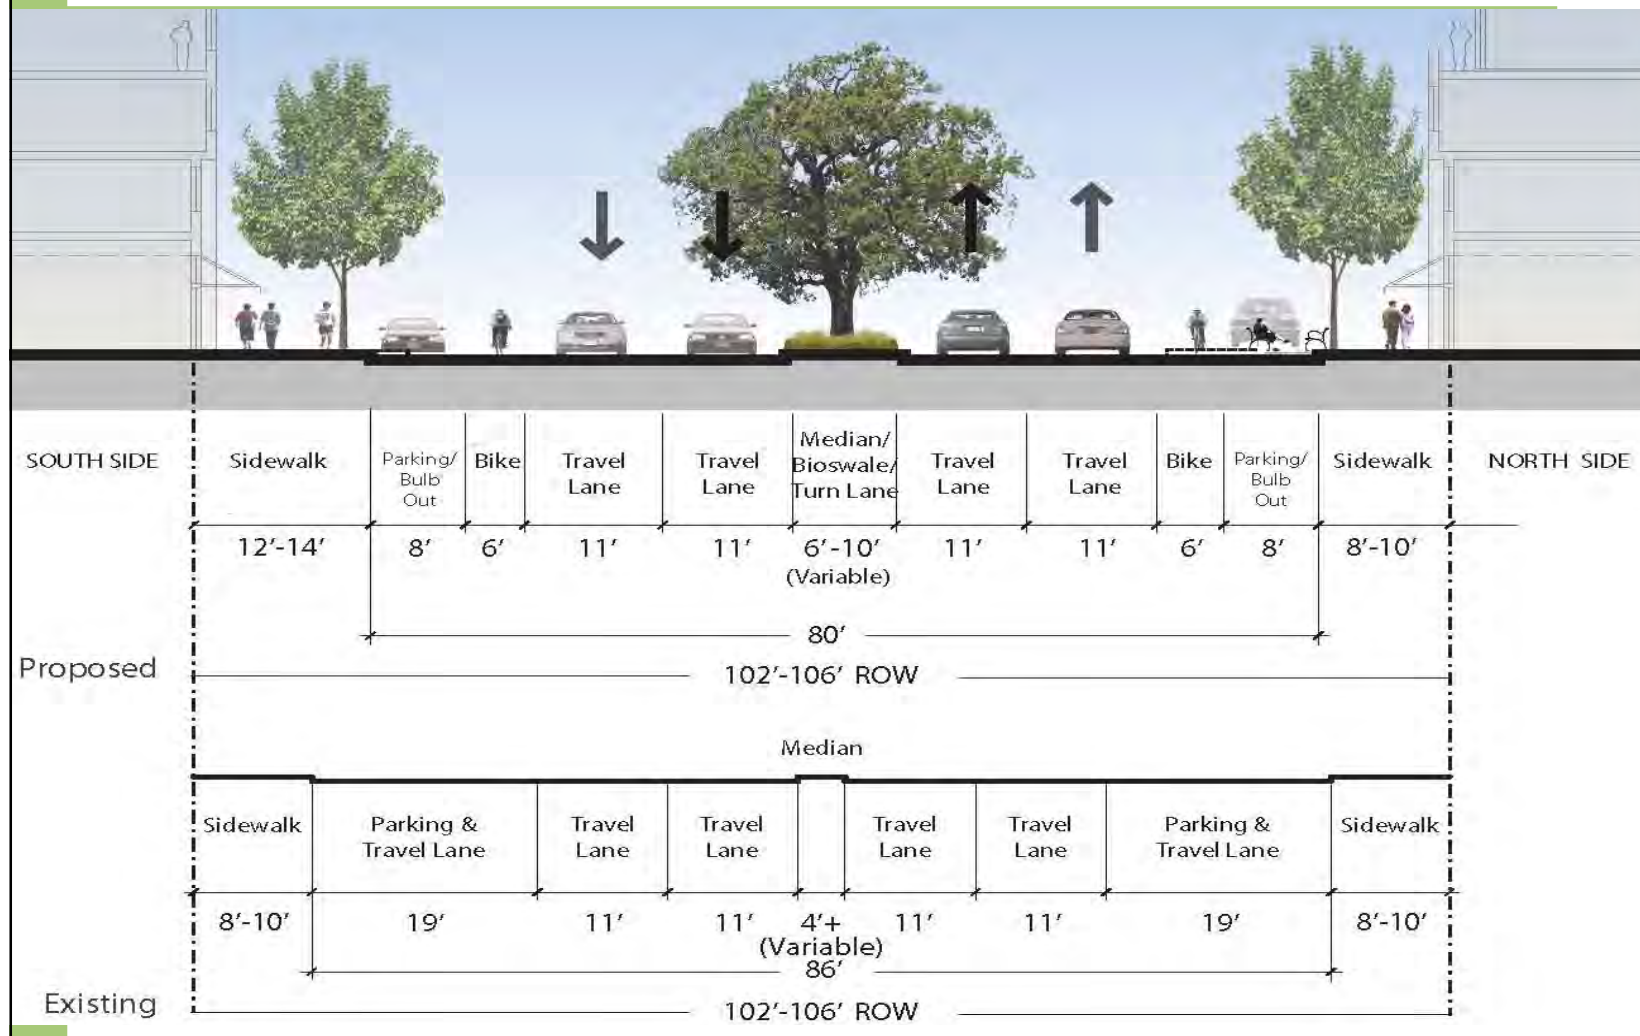 SOUTH SIDE
Sidewalk
Parking/
Bulb
Out
Bike
Travel
Lane
Travel
Lane
Median/
Bioswale/
Turn Lane
Travel
Lane
Travel
Lane
Bike
Parking/
Bulb
Out
Sidewalk
NORTH SIDE
12'-14' 8' 6' 11' 11' 6'-10' 11' 11' 6' 8' 8'-10'
(Variable)
80'
Proposed
102'-106' ROW
Median
Sidewalk
Parking &
Travel Lane
Travel
Lane
Travel
Lane
Travel
Lane
Travel
Lane
Parking &
Travel Lane
Sidewalk
8'-10' 19' 11' 11' 4'+ 11' 11' 19' 8'-10'
(Variable)
86'
Existing
102'-106' ROW